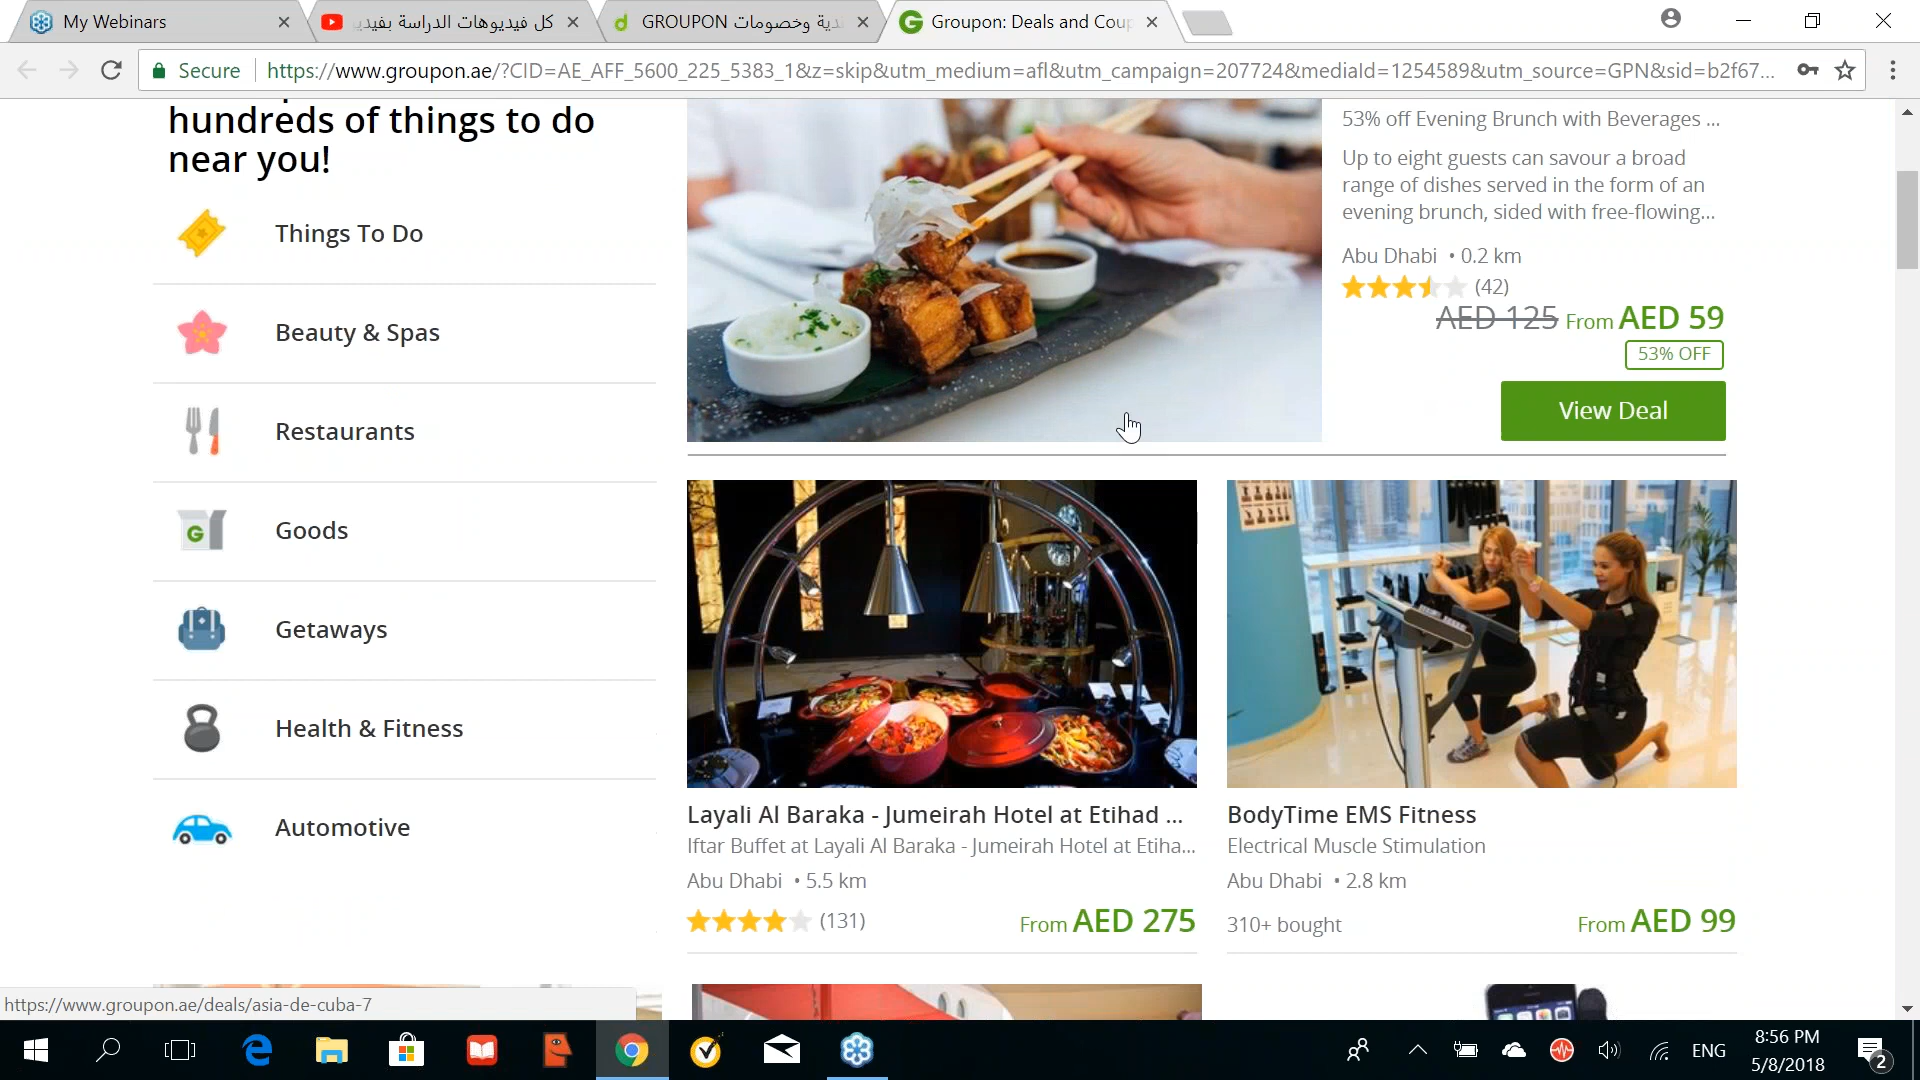 My Webinars
كل فيديوهات الدراسة بفيدي
GROUPON ندية وخصومات
Groupon: Deals and Coup
Secure
https://www.groupon.ae/?CID=AE_AFF_5600_225_5383_1&z=skip&utm_medium=afl&utm_campaign=207724&mediaId=1254589&utm_source=GPN&sid=b2f67...
hundreds of things to do
near you!
Things To Do
Beauty & Spas
Restaurants
Goods
Getaways
Health & Fitness
Automotive
53% off Evening Brunch with Beverages ...
Up to eight guests can savour a broad
range of dishes served in the form of an
evening brunch, sided with free-flowing...
Abu Dhabi • 0.2 km
(42)
AED 125 From AED 59
53% OFF
View Deal
Layali Al Baraka - Jumeirah Hotel at Etihad ...
Iftar Buffet at Layali Al Baraka - Jumeirah Hotel at Etiha...
Abu Dhabi • 5.5 km
(131)
From AED 275
BodyTime EMS Fitness
Electrical Muscle Stimulation
Abu Dhabi • 2.8 km
310+ bought
From AED 99
https://www.groupon.ae/deals/asia-de-cuba-7
ENG
8:56 PM
5/8/2018
2